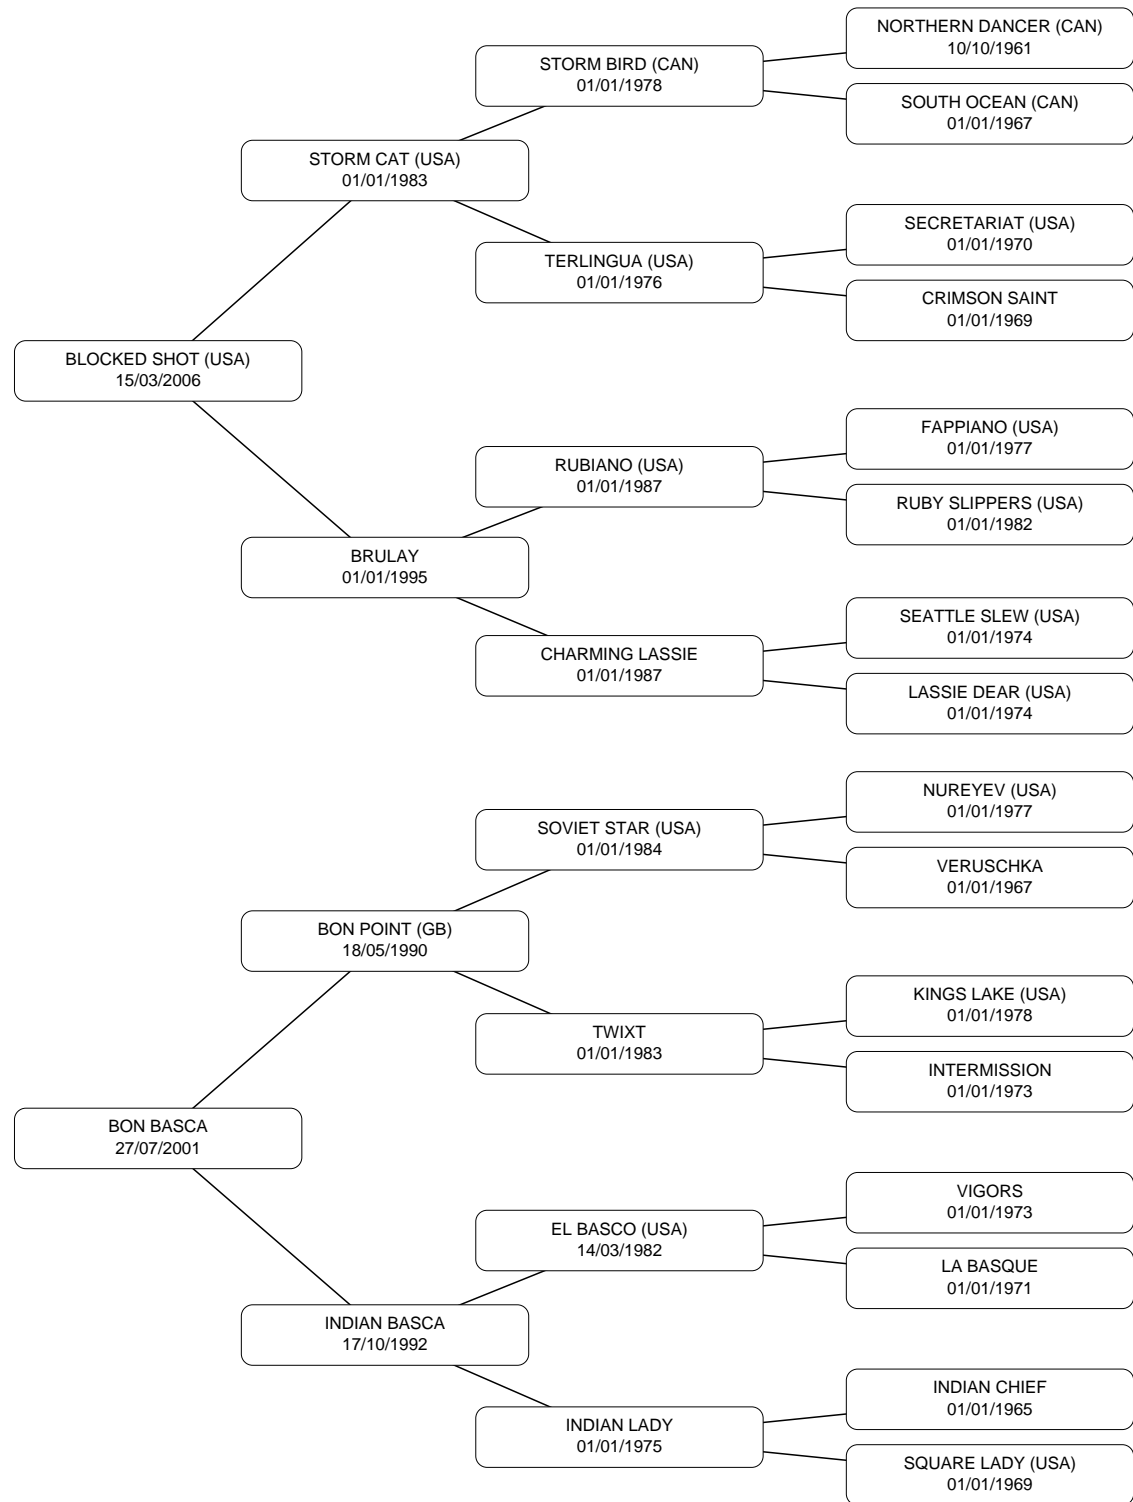 NORTHERN DANCER (CAN)
10/10/1961
STORM BIRD (CAN)
01/01/1978
SOUTH OCEAN (CAN)
01/01/1967
STORM CAT (USA)
01/01/1983
SECRETARIAT (USA)
01/01/1970
TERLINGUA (USA)
01/01/1976
CRIMSON SAINT
01/01/1969
BLOCKED SHOT (USA)
15/03/2006
FAPPIANO (USA)
01/01/1977
RUBIANO (USA)
01/01/1987
RUBY SLIPPERS (USA)
01/01/1982
BRULAY
01/01/1995
SEATTLE SLEW (USA)
01/01/1974
CHARMING LASSIE
01/01/1987
LASSIE DEAR (USA)
01/01/1974
NUREYEV (USA)
01/01/1977
SOVIET STAR (USA)
01/01/1984
VERUSCHKA
01/01/1967
BON POINT (GB)
18/05/1990
KINGS LAKE (USA)
01/01/1978
TWIXT
01/01/1983
INTERMISSION
01/01/1973
BON BASCA
27/07/2001
VIGORS
01/01/1973
EL BASCO (USA)
14/03/1982
LA BASQUE
01/01/1971
INDIAN BASCA
17/10/1992
INDIAN CHIEF
01/01/1965
INDIAN LADY
01/01/1975
SQUARE LADY (USA)
01/01/1969